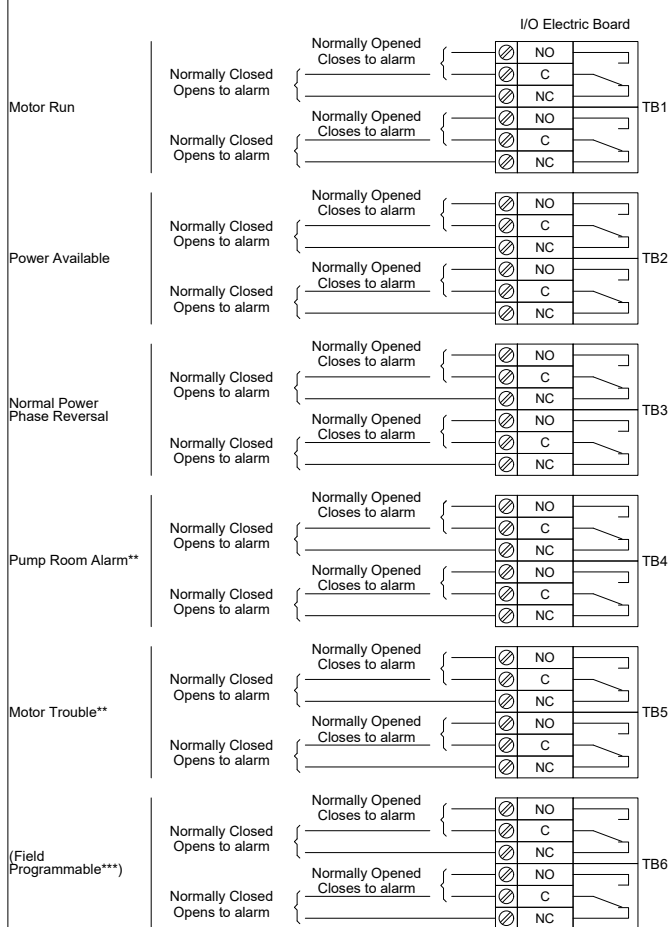 I/O Electric Board
Motor Run
Normally Opened
Closes to alarm
Normally Closed
Opens to alarm
Normally Opened
Closes to alarm
Normally Closed
Opens to alarm
NO
C
NC
NO
C
NC
TB1
Power Available
Normally Opened
Closes to alarm
Normally Closed
Opens to alarm
Normally Opened
Closes to alarm
Normally Closed
Opens to alarm
NO
C
NC
NO
C
NC
TB2
Normal Power
Phase Reversal
Normally Opened
Closes to alarm
Normally Closed
Opens to alarm
Normally Opened
Closes to alarm
Normally Closed
Opens to alarm
NO
C
NC
NO
C
NC
TB3
Pump Room Alarm**
Normally Opened
Closes to alarm
Normally Closed
Opens to alarm
Normally Opened
Closes to alarm
Normally Closed
Opens to alarm
NO
C
NC
NO
C
NC
TB4
Motor Trouble**
Normally Opened
Closes to alarm
Normally Closed
Opens to alarm
Normally Opened
Closes to alarm
Normally Closed
Opens to alarm
NO
C
NC
NO
C
NC
TB5
(Field
Programmable***)
Normally Opened
Closes to alarm
Normally Closed
Opens to alarm
Normally Opened
Closes to alarm
Normally Closed
Opens to alarm
NO
C
NC
NO
C
NC
TB6